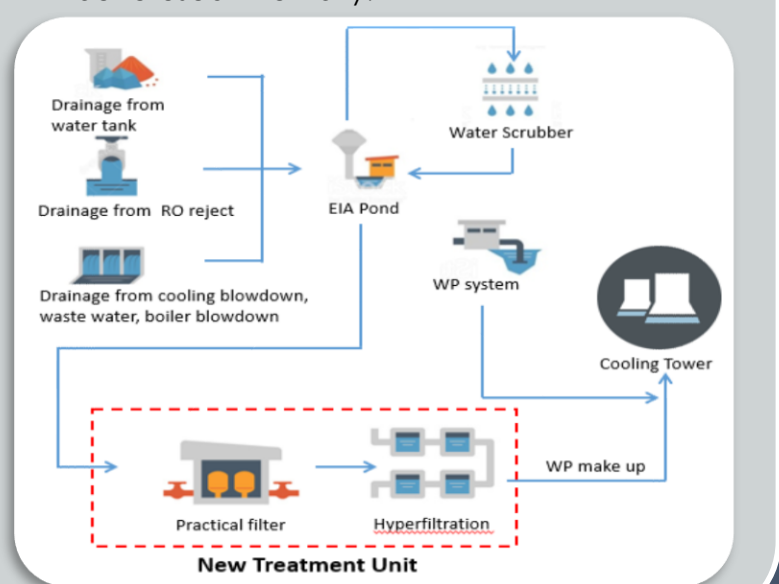 Drainage from
water tank
Water Scrubber
Drainage from RO reject
EIA Pond
WP system
Drainage from cooling blowdown,
waste water, boiler blowdown
Cooling Tower
WP make up
Practical filter
Hyperfiltration
New Treatment Unit